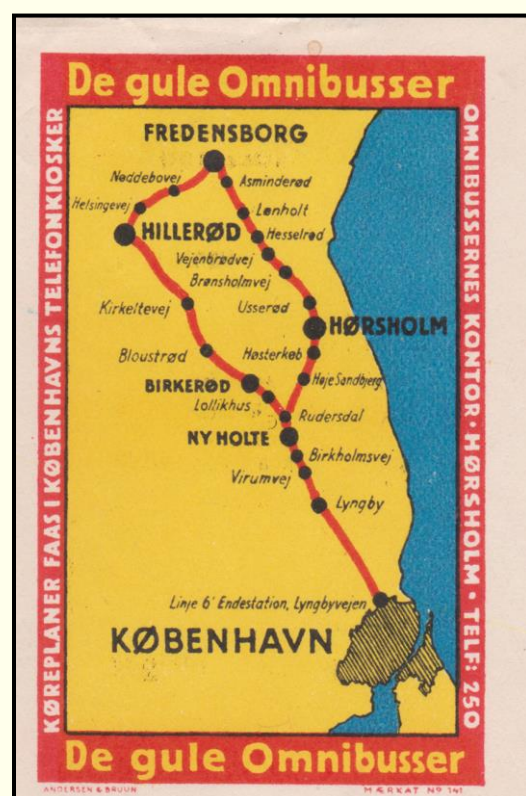 De gule Omnibusser
KØREPLANER FAAS I KØBENHAVNS TELEFONKIOSKER
OMNIBUSSERNES KONTOR · HØRSHOLM · TELF: 250
FREDENSBORG
Nøddebovej
Asminderød
Helsingevej
Lønholt
HILLERØD
Hesselrød
Vejenbrødvej
Brønsholmvej
Kirkeltevej
Usserød
HØRSHOLM
Bloustrød
Høsterkøb
BIRKERØD
Høje Sandbjerg
Lollikhus
Rudersdal
NY HOLTE
Birkholmsvej
Virumvej
Lyngby
Linje 6' Endestation, Lyngbyvejen
KØBENHAVN
De gule Omnibusser
ANDERSEN & BRUUN
MÆRKAT Nº 141